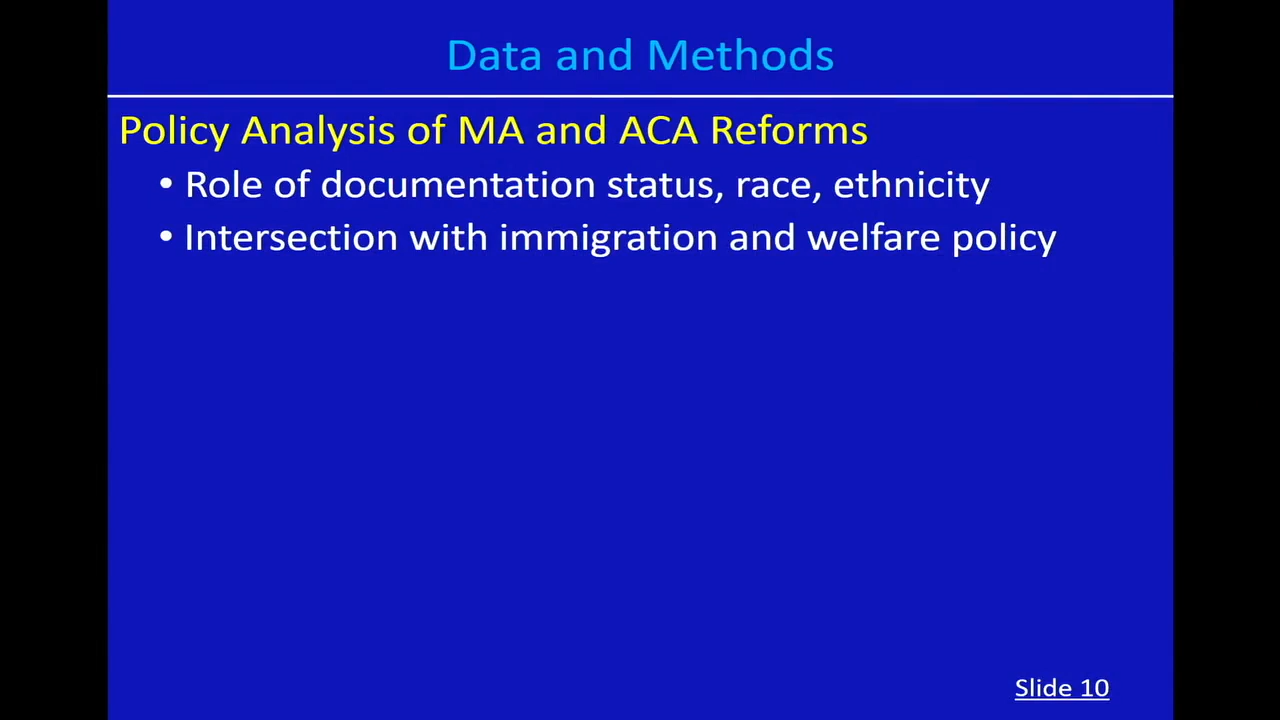 Data and Methods
Policy Analysis of MA and ACA Reforms
• Role of documentation status, race, ethnicity
• Intersection with immigration and welfare policy
Slide 10